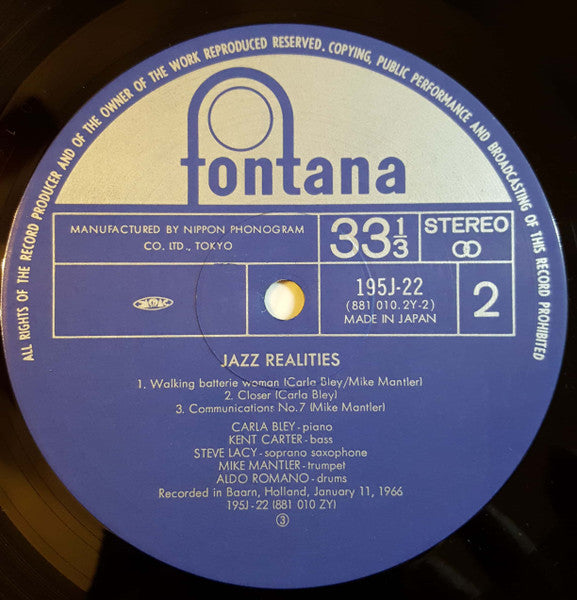 ALL RIGHTS OF THE RECORD PRODUCER AND OF THE OWNER OF THE WORK REPRODUCED RESERVED. COPYING, PUBLIC PERFORMANCE AND BROADCASTING OF THIS RECORD PROHIBITED
fontana
MANUFACTURED BY NIPPON PHONOGRAM
CO. LTD., TOKYO
33⅓
STEREO
195J-22
(881 010.2Y-2)
MADE IN JAPAN
2
JAZZ REALITIES
1. Walking batterie woman (Carla Bley/Mike Mantler)
2. Closer (Carla Bley)
3. Communications No.7 (Mike Mantler)
CARLA BLEY - piano
KENT CARTER - bass
STEVE LACY - soprano saxophone
MIKE MANTLER - trumpet
ALDO ROMANO - drums
Recorded in Baarn, Holland, January 11, 1966
195J-22 (881 010 ZY)
③